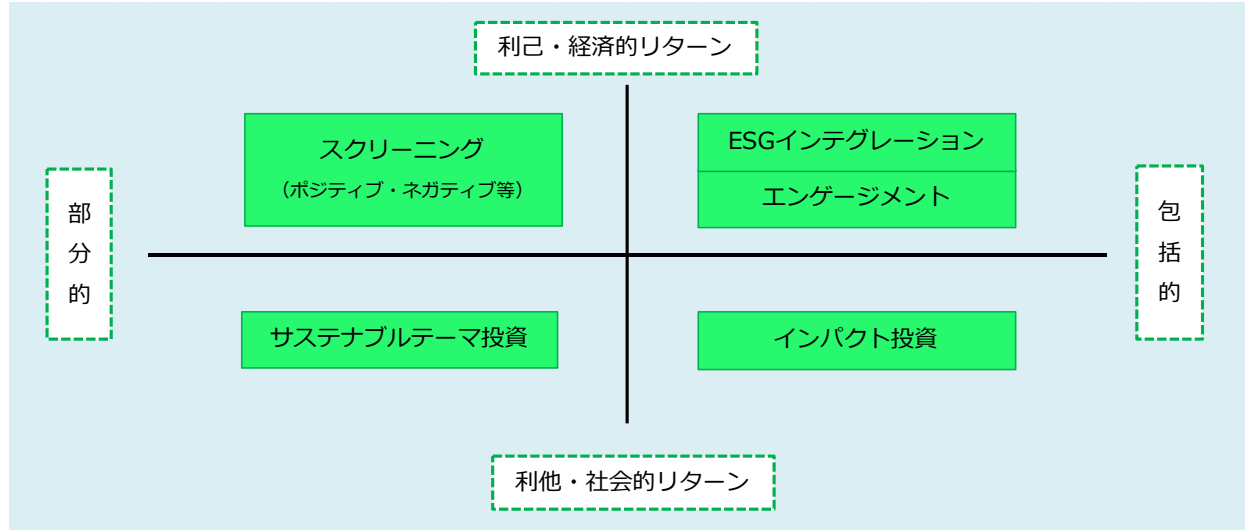 利己・経済的リターン
スクリーニング
（ポジティブ・ネガティブ等）
ESGインテグレーション
エンゲージメント
部分的
包括的
サステナブルテーマ投資
インパクト投資
利他・社会的リターン